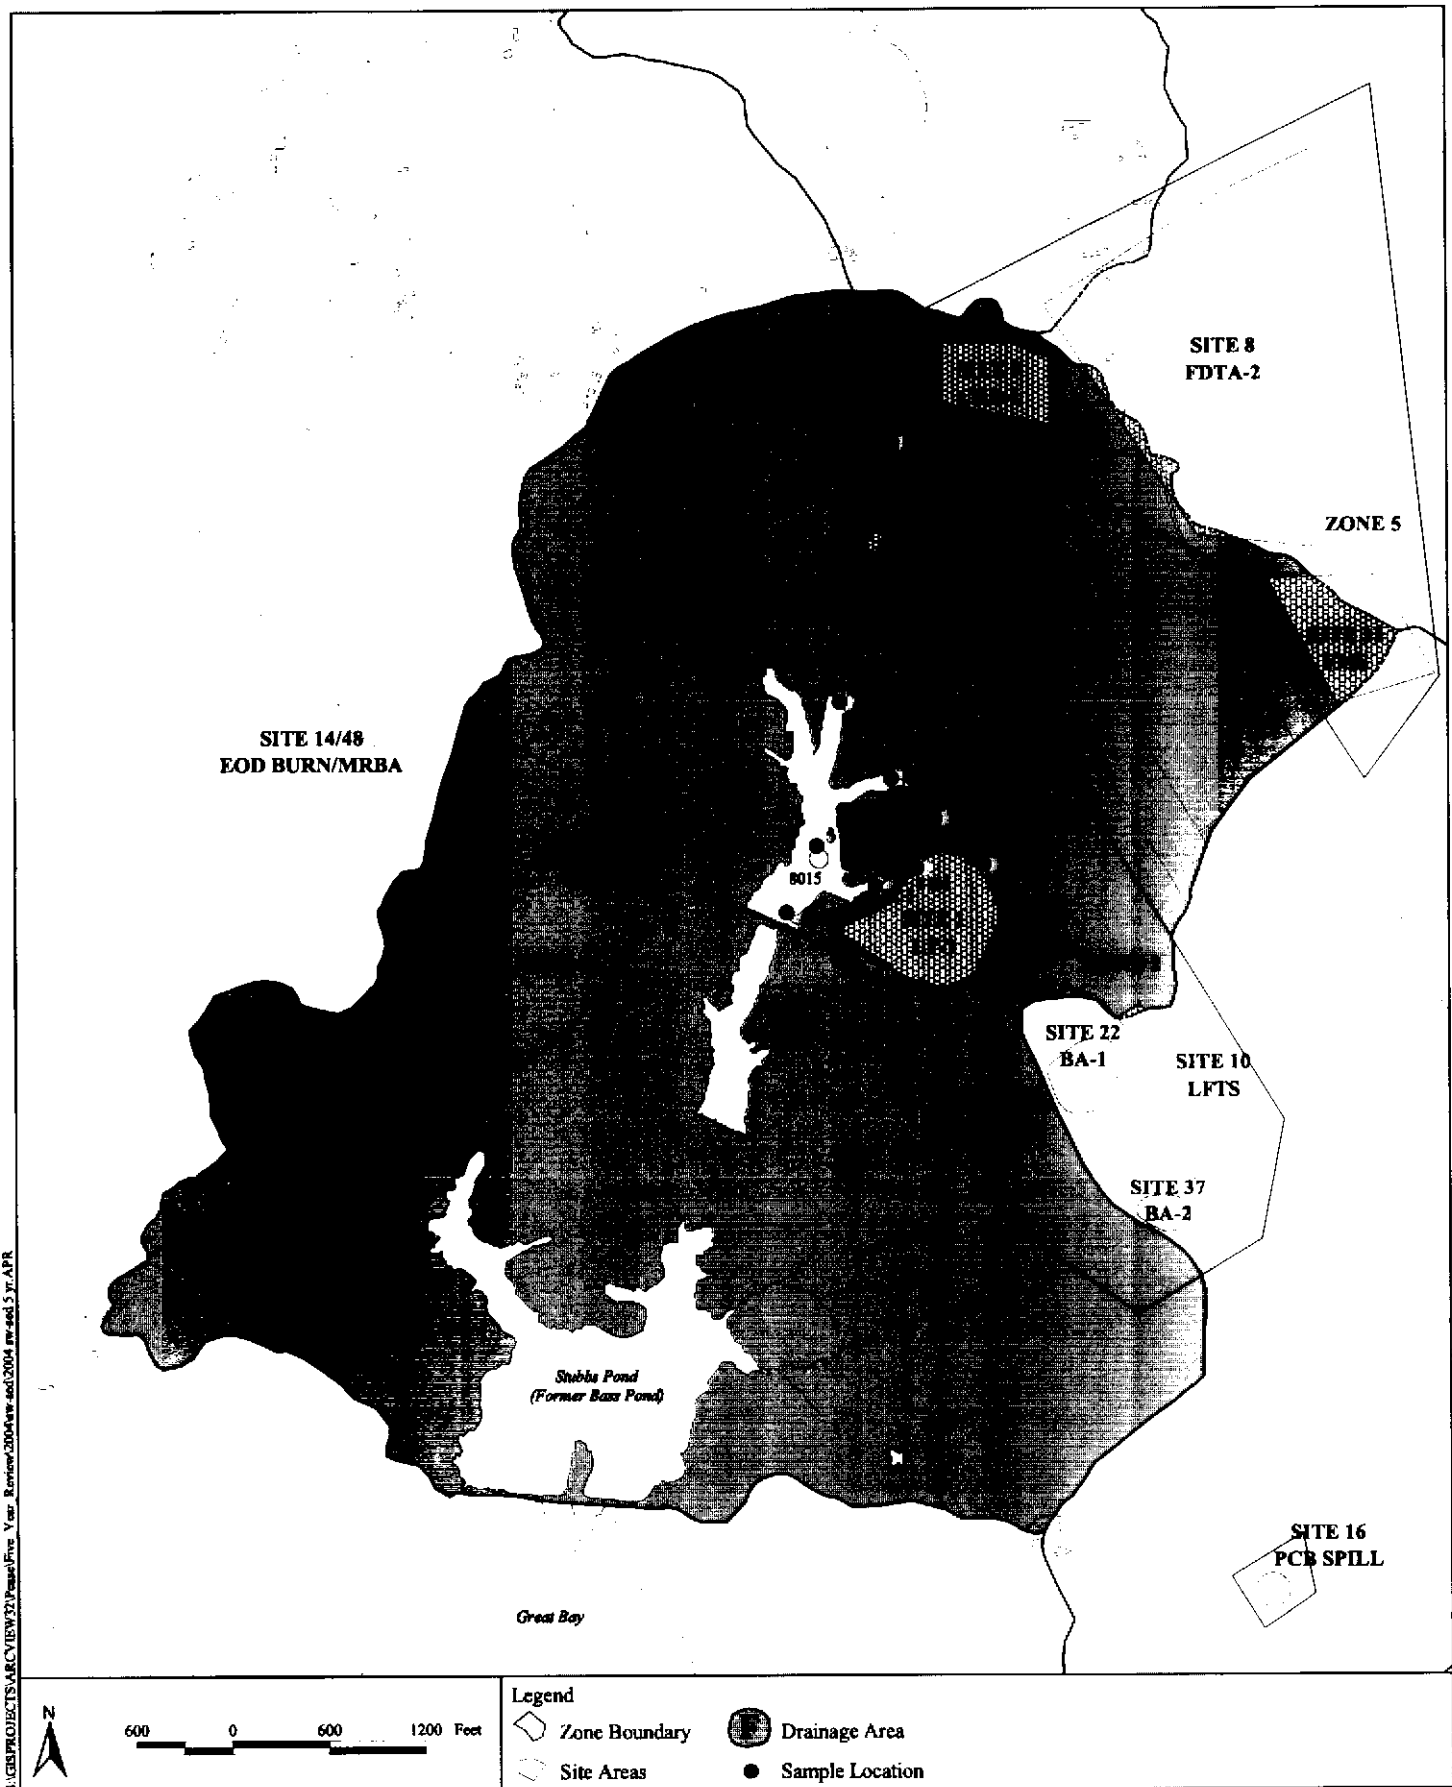 SITE 8
FDTA-2
ZONE 5
SITE 14/48
EOD BURN/MRBA
8015
SITE 22
BA-1
SITE 10
LFTS
SITE 37
BA-2
Stubbs Pond
(Former Bass Pond)
SITE 16
PCB SPILL
Great Bay
N
600 0 600 1200 Feet
Legend
Zone Boundary
Drainage Area
Site Areas
Sample Location